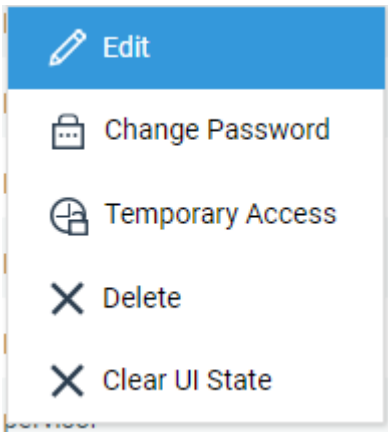 Edit
Change Password
Temporary Access
Delete
Clear UI State